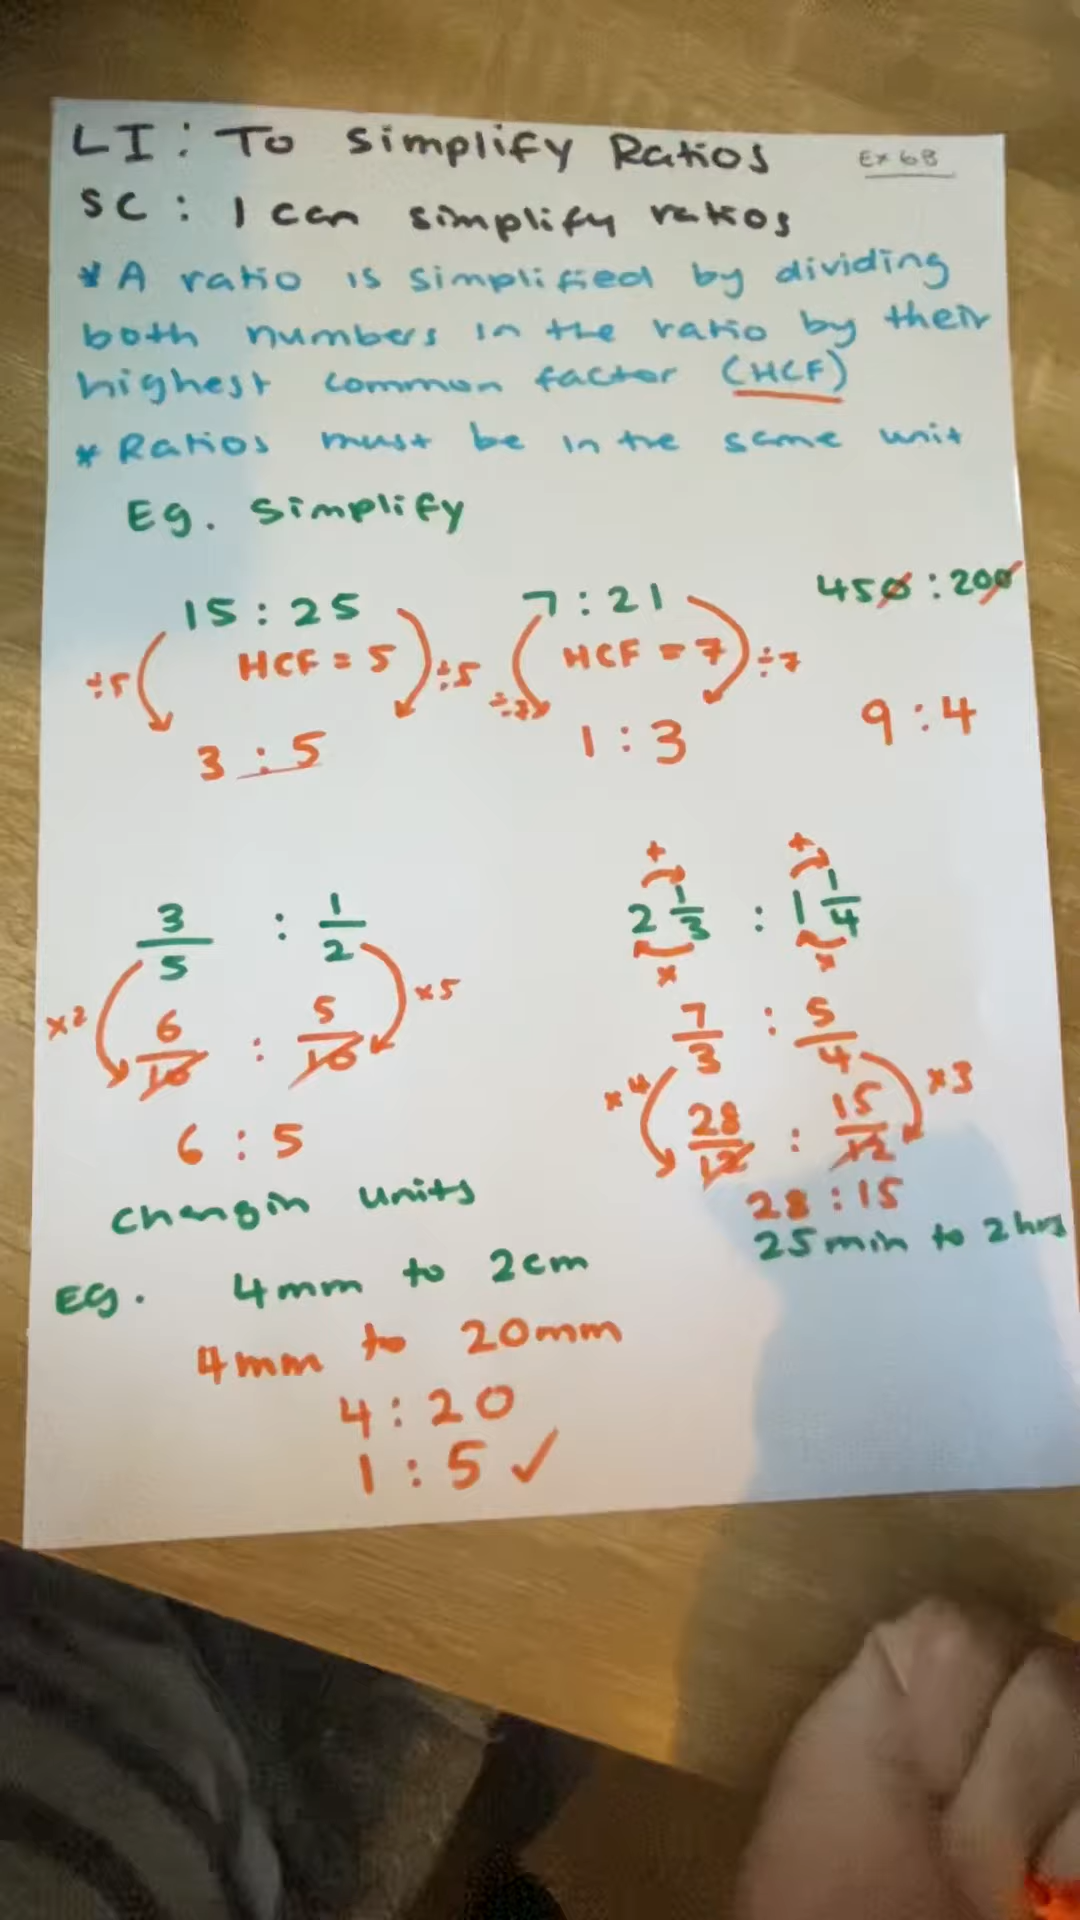 LI: To simplify Ratios
Ex 6B
SC: I can simplify ratios
* A ratio is simplified by dividing
both numbers in the ratio by their
highest common factor (HCF)
* Ratios must be in the same unit
Eg. Simplify
15 : 25
HCF = 5
÷5
÷5
3 : 5
7 : 21
HCF = 7
÷7
÷7
1 : 3
450 : 200
9 : 4
3/5 : 1/2
×2
×5
6/10 : 5/10
6 : 5
+ +
2 1/3 : 1 1/4
× ×
7/3 : 5/4
×4
×3
28/12 : 15/12
28 : 15
changin units
EG. 4mm to 2cm
4mm to 20mm
4 : 20
1 : 5 ✓
25min to 2hrs